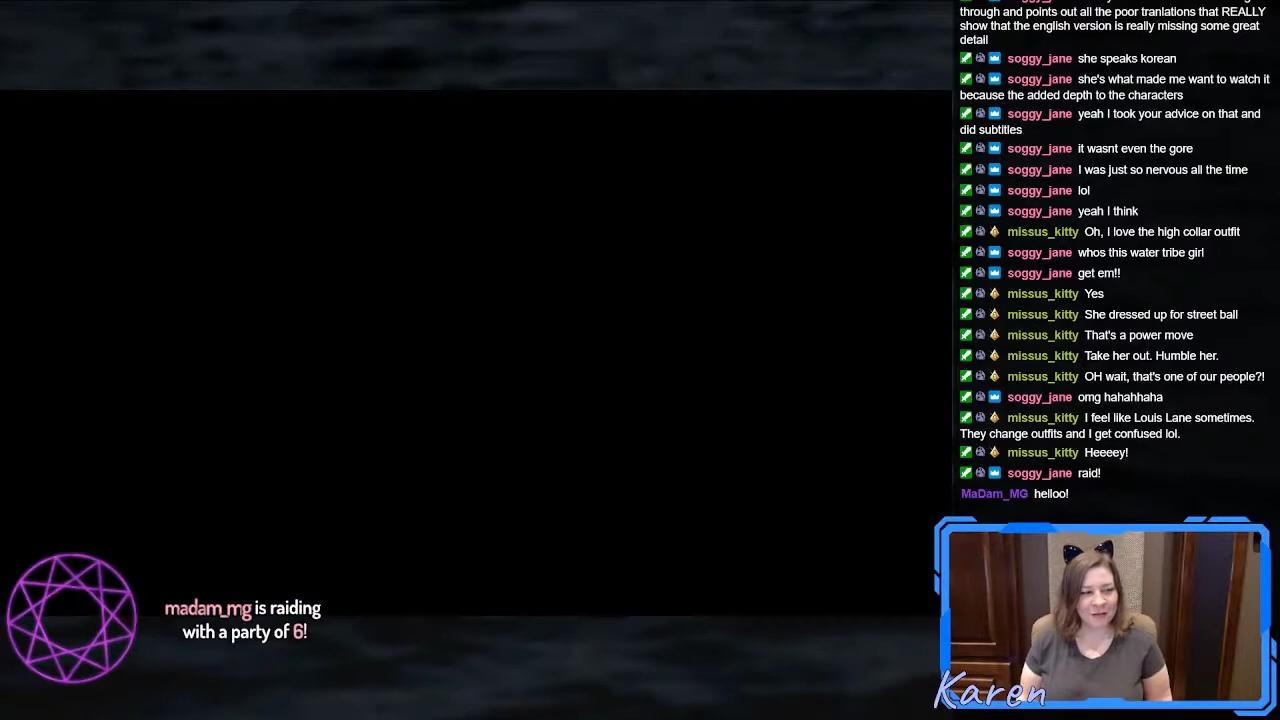 through and points out all the poor tranlations that REALLY
show that the english version is really missing some great
detail
soggy_jane she speaks korean
soggy_jane she's what made me want to watch it
because the added depth to the characters
soggy_jane yeah I took your advice on that and
did subtitles
soggy_jane it wasnt even the gore
soggy_jane I was just so nervous all the time
soggy_jane lol
soggy_jane yeah I think
missus_kitty Oh, I love the high collar outfit
soggy_jane whos this water tribe girl
soggy_jane get em!!
missus_kitty Yes
missus_kitty She dressed up for street ball
missus_kitty That's a power move
missus_kitty Take her out. Humble her.
missus_kitty OH wait, that's one of our people?!
soggy_jane omg hahahhaha
missus_kitty I feel like Louis Lane sometimes.
They change outfits and I get confused lol.
missus_kitty Heeeey!
soggy_jane raid!
MaDam_MG helloo!
madam_mg is raiding
with a party of 6!
Karen